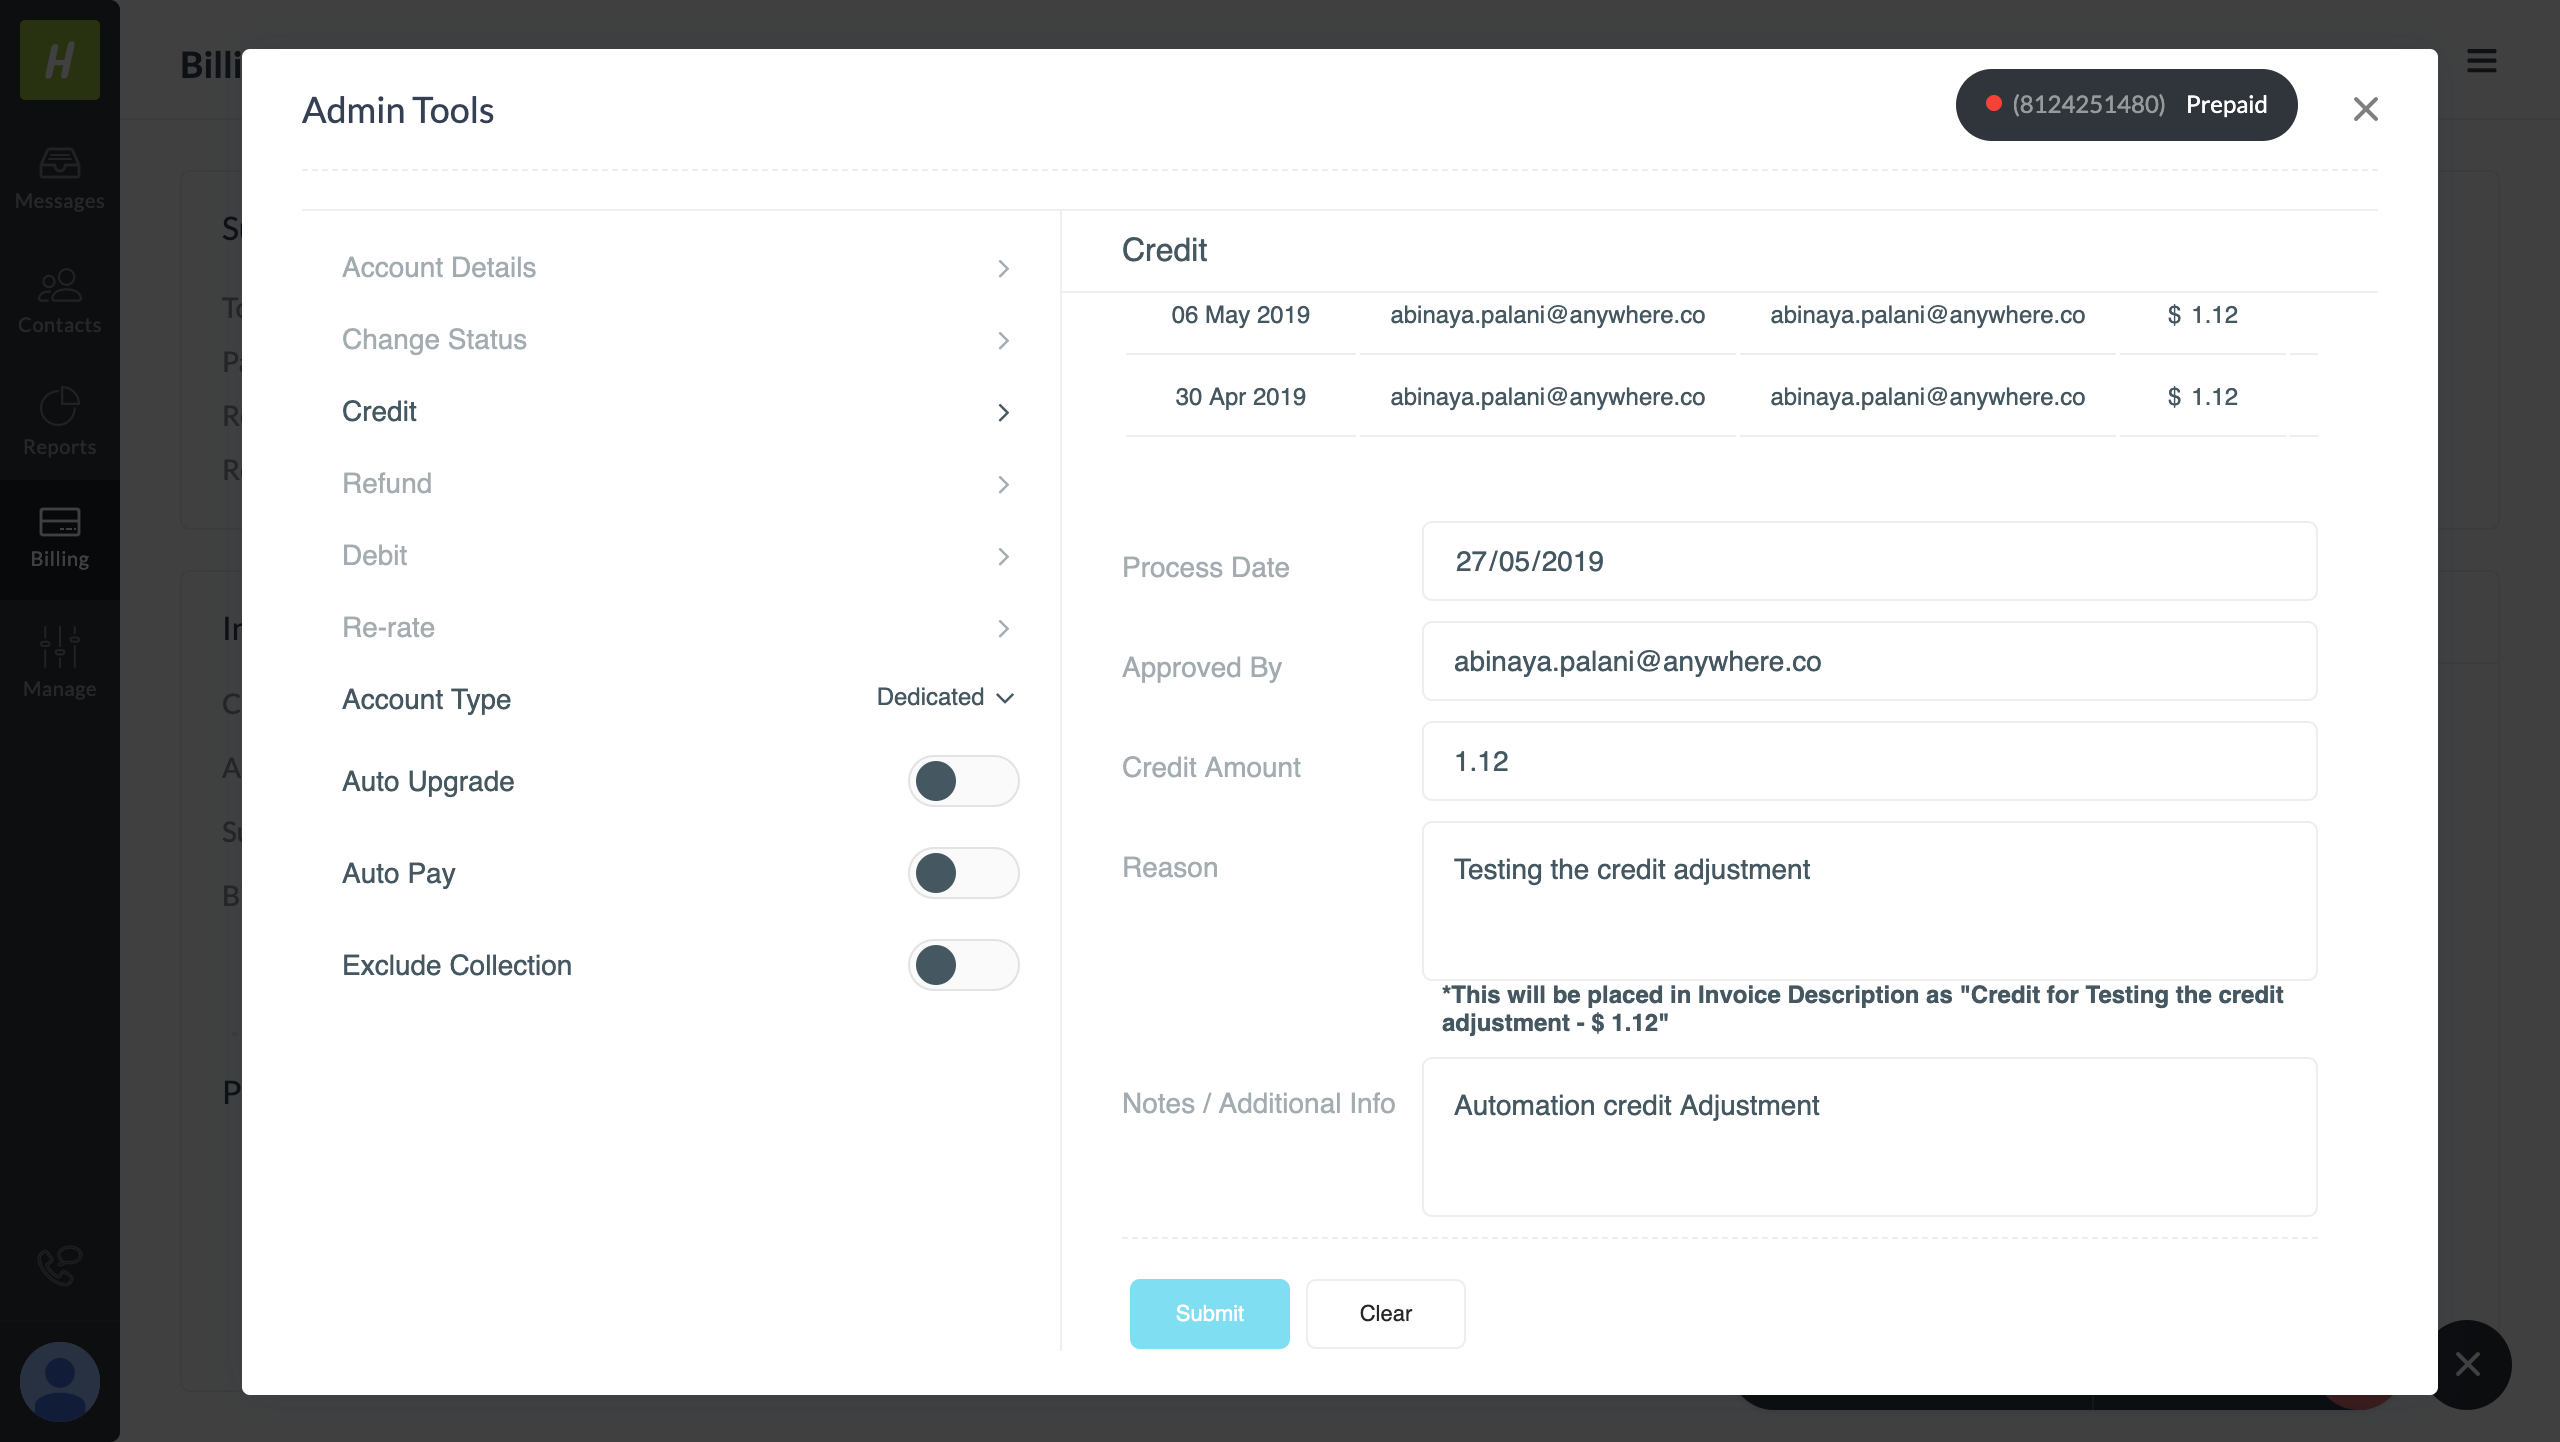 H
Messages
Contacts
Reports
Billing
Manage
Billi
Admin Tools
(8124251480) Prepaid
Account Details
Change Status
Credit
Refund
Debit
Re-rate
Account Type Dedicated
Auto Upgrade
Auto Pay
Exclude Collection
Credit
06 May 2019 abinaya.palani@anywhere.co abinaya.palani@anywhere.co $ 1.12
30 Apr 2019 abinaya.palani@anywhere.co abinaya.palani@anywhere.co $ 1.12
Process Date 27/05/2019
Approved By abinaya.palani@anywhere.co
Credit Amount 1.12
Reason Testing the credit adjustment
*This will be placed in Invoice Description as "Credit for Testing the credit
adjustment - $ 1.12"
Notes / Additional Info Automation credit Adjustment
Submit Clear